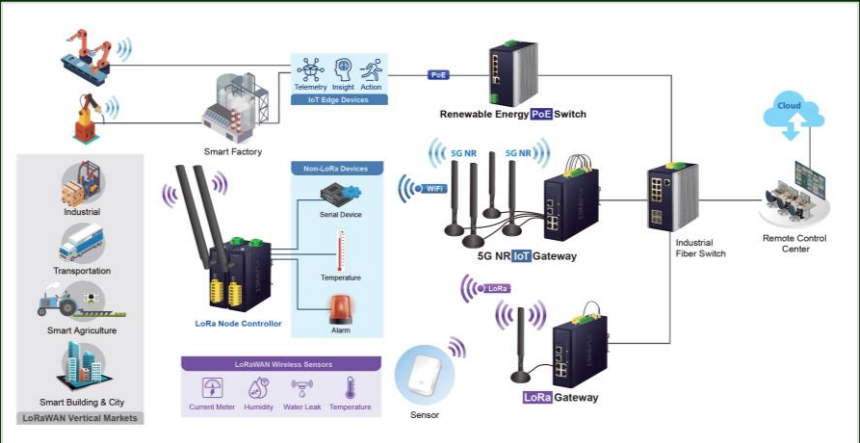 Telemetry Insight Action
IoT Edge Devices
PoE
Renewable Energy PoE Switch
Smart Factory
Cloud
Non-LoRa Devices
Serial Device
Temperature
Alarm
LoRa Node Controllor
5G NR 5G NR
WiFi
5G NR IoT Gateway
Industrial
Fiber Switch
Remote Control
Center
Industrial
Transportation
Smart Agriculture
Smart Building & City
LoRaWAN Vertical Markets
LoRa
LoRa Gateway
LoRaWAN Wireless Sensors
Current Meter Humidity Water Leak Temperature
Sensor